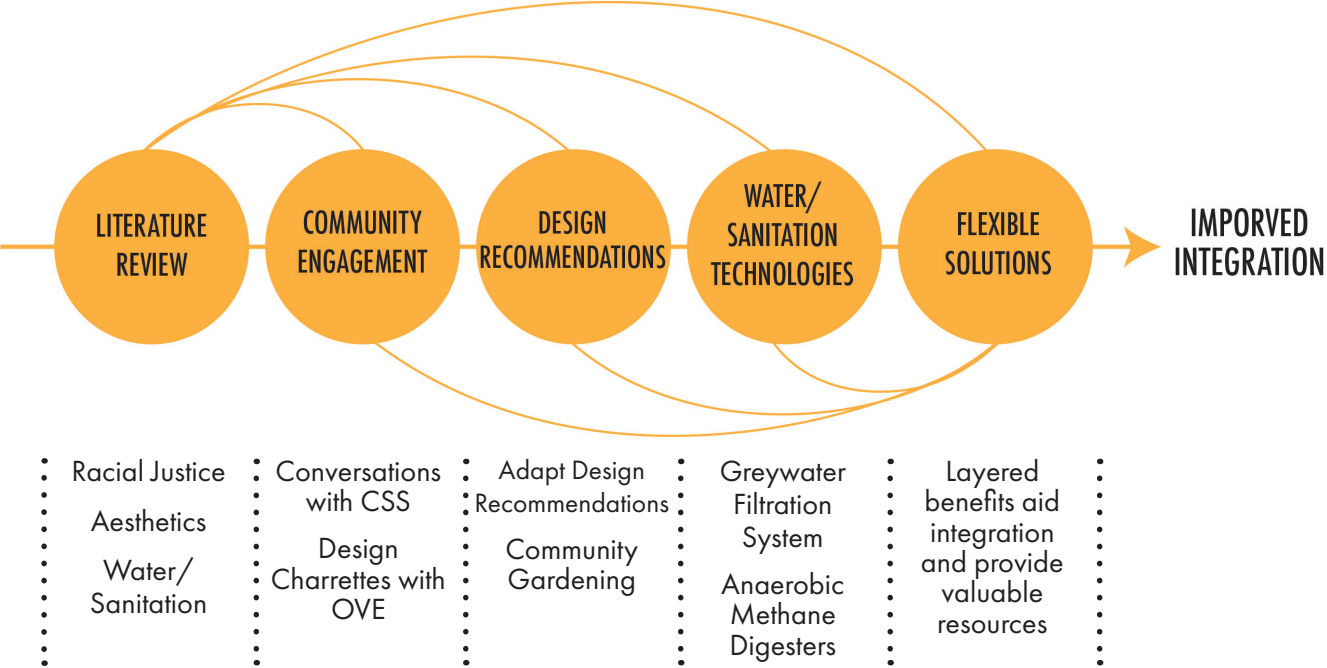 LITERATURE
REVIEW
COMMUNITY
ENGAGEMENT
DESIGN
RECOMMENDATIONS
WATER/
SANITATION
TECHNOLOGIES
FLEXIBLE
SOLUTIONS
IMPORVED
INTEGRATION
Racial Justice
Aesthetics
Water/
Sanitation
Conversations
with CSS
Design
Charrettes with
OVE
Adapt Design
Recommendations
Community
Gardening
Greywater
Filtration
System
Anaerobic
Methane
Digesters
Layered
benefits aid
integration
and provide
valuable
resources